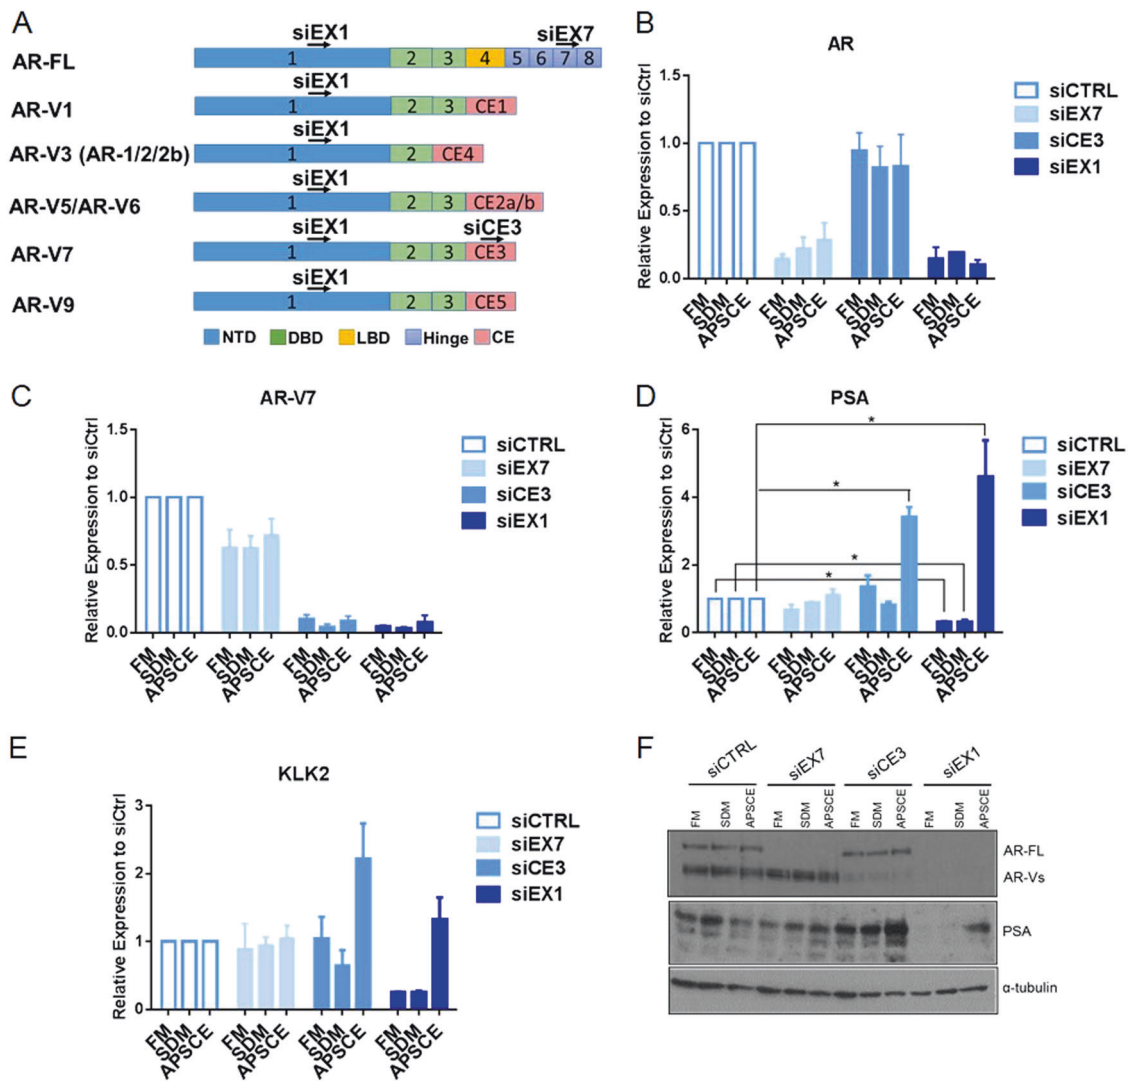 A
siEX1
siEX7
AR-FL
1 2 3 4 5 6 7 8
siEX1
AR-V1
1 2 3 CE1
siEX1
AR-V3 (AR-1/2/2b)
1 2 CE4
siEX1
AR-V5/AR-V6
1 2 3 CE2a/b
siEX1
siCE3
AR-V7
1 2 3 CE3
siEX1
AR-V9
1 2 3 CE5
NTD DBD LBD Hinge CE
B
AR
Relative Expression to siCtrl
1.5
1.0
0.5
0.0
FM SDM APSCE FM SDM APSCE FM SDM APSCE FM SDM APSCE
siCTRL
siEX7
siCE3
siEX1
C
AR-V7
Relative Expression to siCtrl
1.5
1.0
0.5
0.0
FM SDM APSCE FM SDM APSCE FM SDM APSCE FM SDM APSCE
siCTRL
siEX7
siCE3
siEX1
D
PSA
Relative Expression to siCtrl
6
4
2
0
*
*
*
*
FM SDM APSCE FM SDM APSCE FM SDM APSCE FM SDM APSCE
siCTRL
siEX7
siCE3
siEX1
E
KLK2
Relative Expression to siCtrl
3
2
1
0
FM SDM APSCE FM SDM APSCE FM SDM APSCE FM SDM APSCE
siCTRL
siEX7
siCE3
siEX1
F
siCTRL siEX7 siCE3 siEX1
FM SDM APSCE FM SDM APSCE FM SDM APSCE FM SDM APSCE
AR-FL
AR-Vs
PSA
α-tubulin